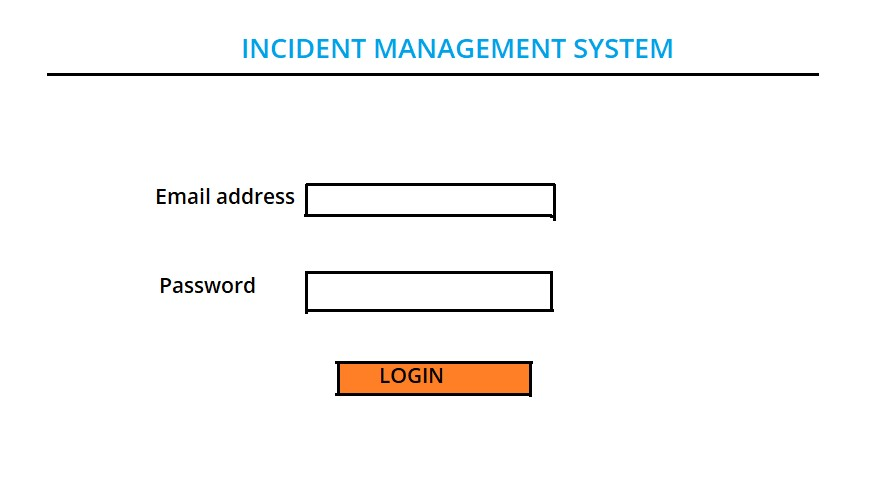 INCIDENT MANAGEMENT SYSTEM
Email address
Password
LOGIN